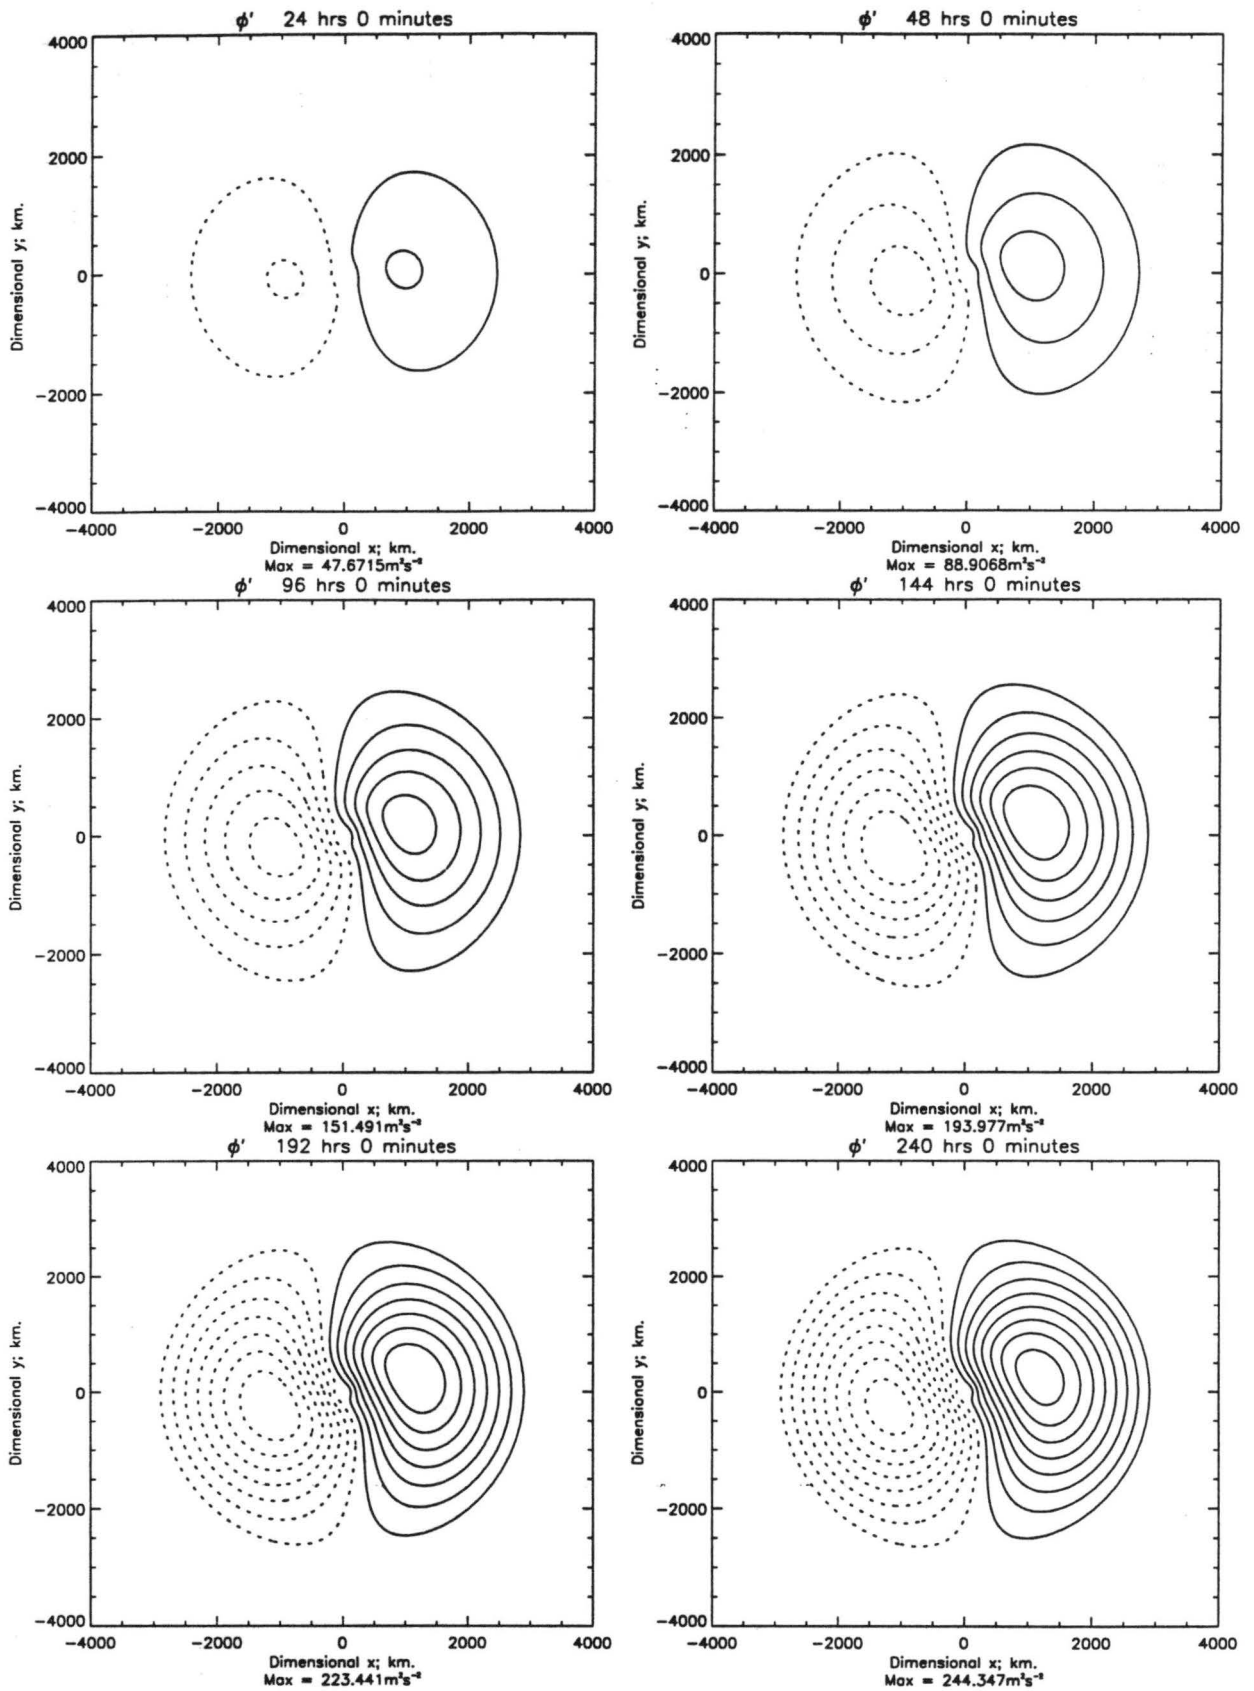 ϕ' 24 hrs 0 minutes
4000
2000
0
−2000
−4000
Dimensional y; km.
−4000 −2000 0 2000 4000
Dimensional x; km.
Max = 47.6715m²s⁻²
ϕ' 48 hrs 0 minutes
4000
2000
0
−2000
−4000
Dimensional y; km.
−4000 −2000 0 2000 4000
Dimensional x; km.
Max = 88.9068m²s⁻²
ϕ' 96 hrs 0 minutes
4000
2000
0
−2000
−4000
Dimensional y; km.
−4000 −2000 0 2000 4000
Dimensional x; km.
Max = 151.491m²s⁻²
ϕ' 144 hrs 0 minutes
4000
2000
0
−2000
−4000
Dimensional y; km.
−4000 −2000 0 2000 4000
Dimensional x; km.
Max = 193.977m²s⁻²
ϕ' 192 hrs 0 minutes
4000
2000
0
−2000
−4000
Dimensional y; km.
−4000 −2000 0 2000 4000
Dimensional x; km.
Max = 223.441m²s⁻²
ϕ' 240 hrs 0 minutes
4000
2000
0
−2000
−4000
Dimensional y; km.
−4000 −2000 0 2000 4000
Dimensional x; km.
Max = 244.347m²s⁻²